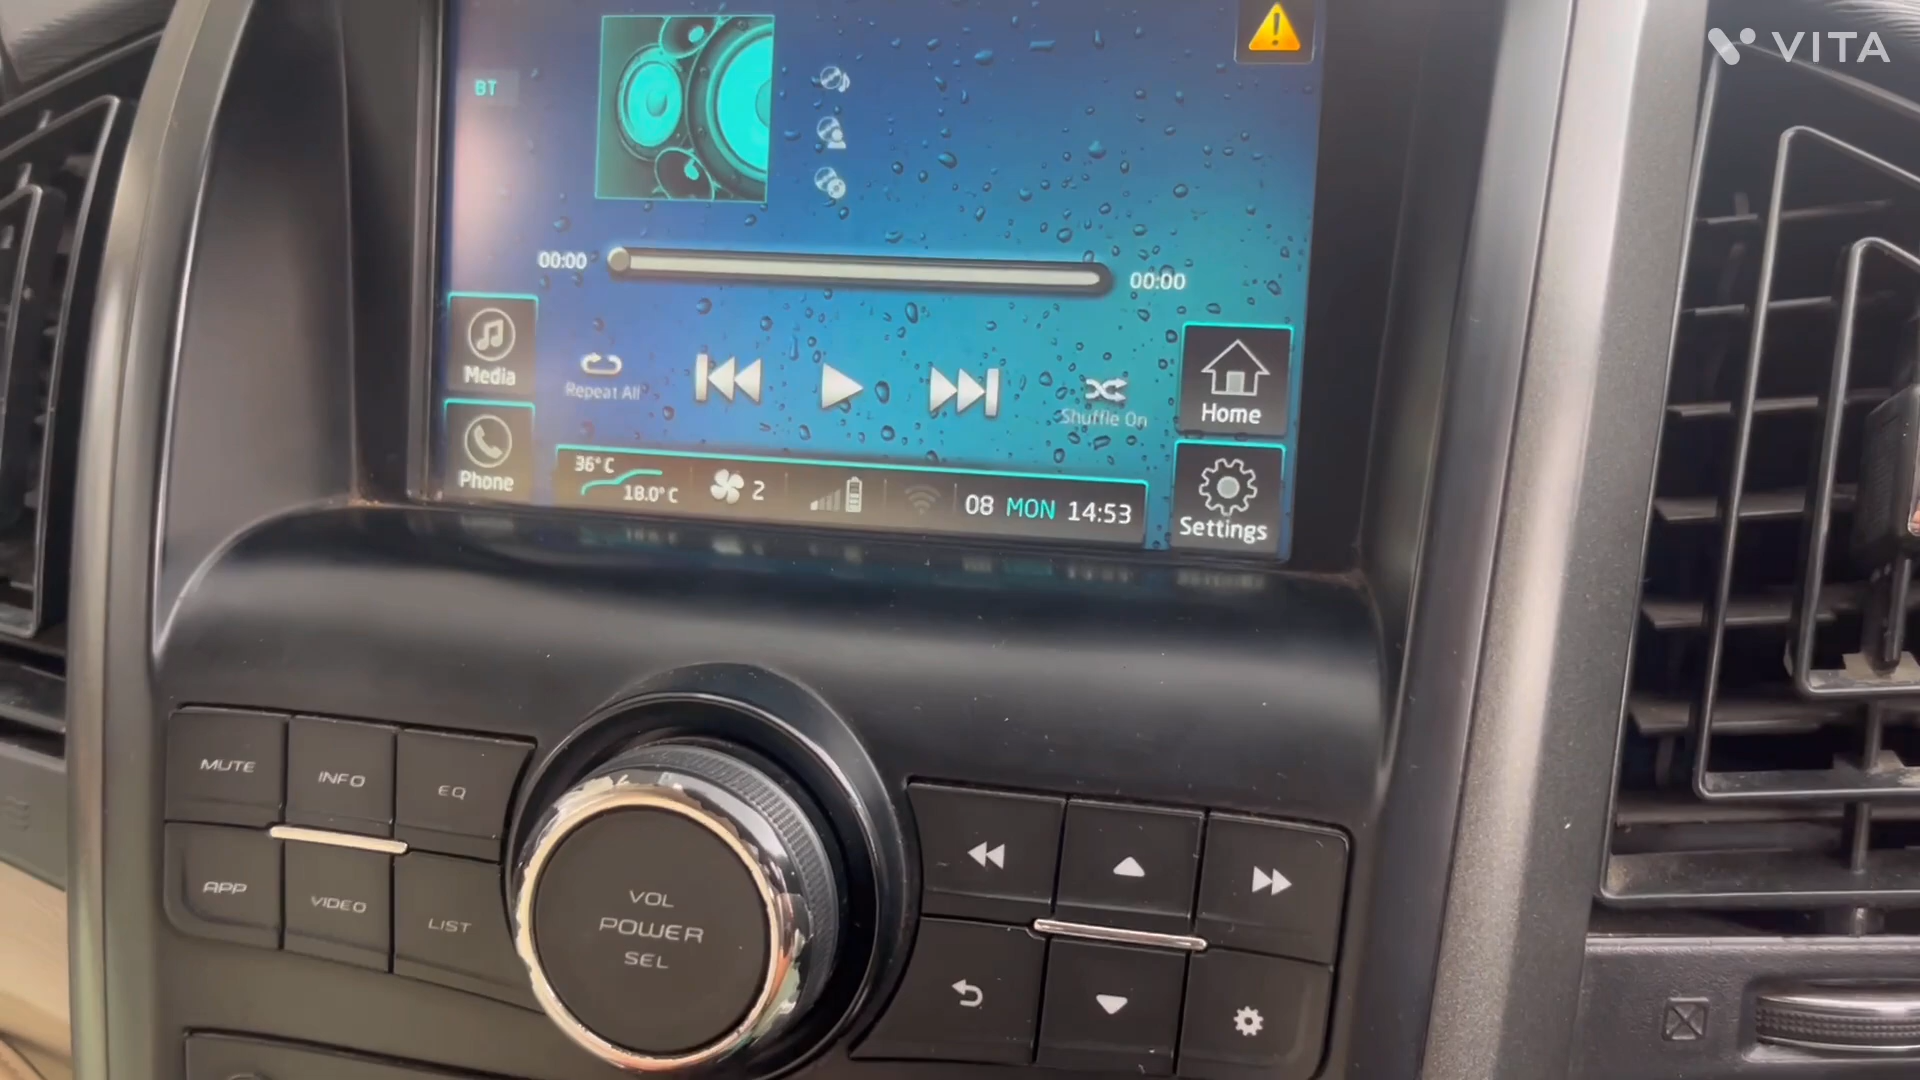 VITA
BT
00:00
00:00
Media
Repeat All
Shuffle On
Home
Phone
36°C
18.0°C
2
08 MON 14:53
Settings
MUTE
INFO
EQ
APP
VIDEO
LIST
VOL
POWER
SEL